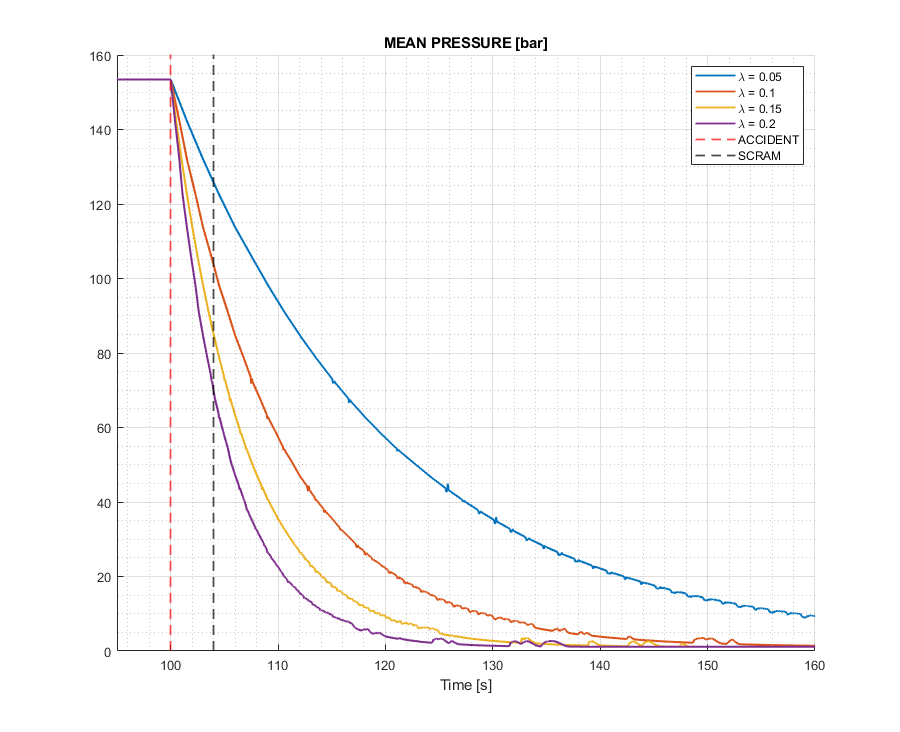 MEAN PRESSURE [bar]
160
140
120
100
80
60
40
20
0
λ = 0.05
λ = 0.1
λ = 0.15
λ = 0.2
ACCIDENT
SCRAM
100 110 120 130 140 150 160
Time [s]